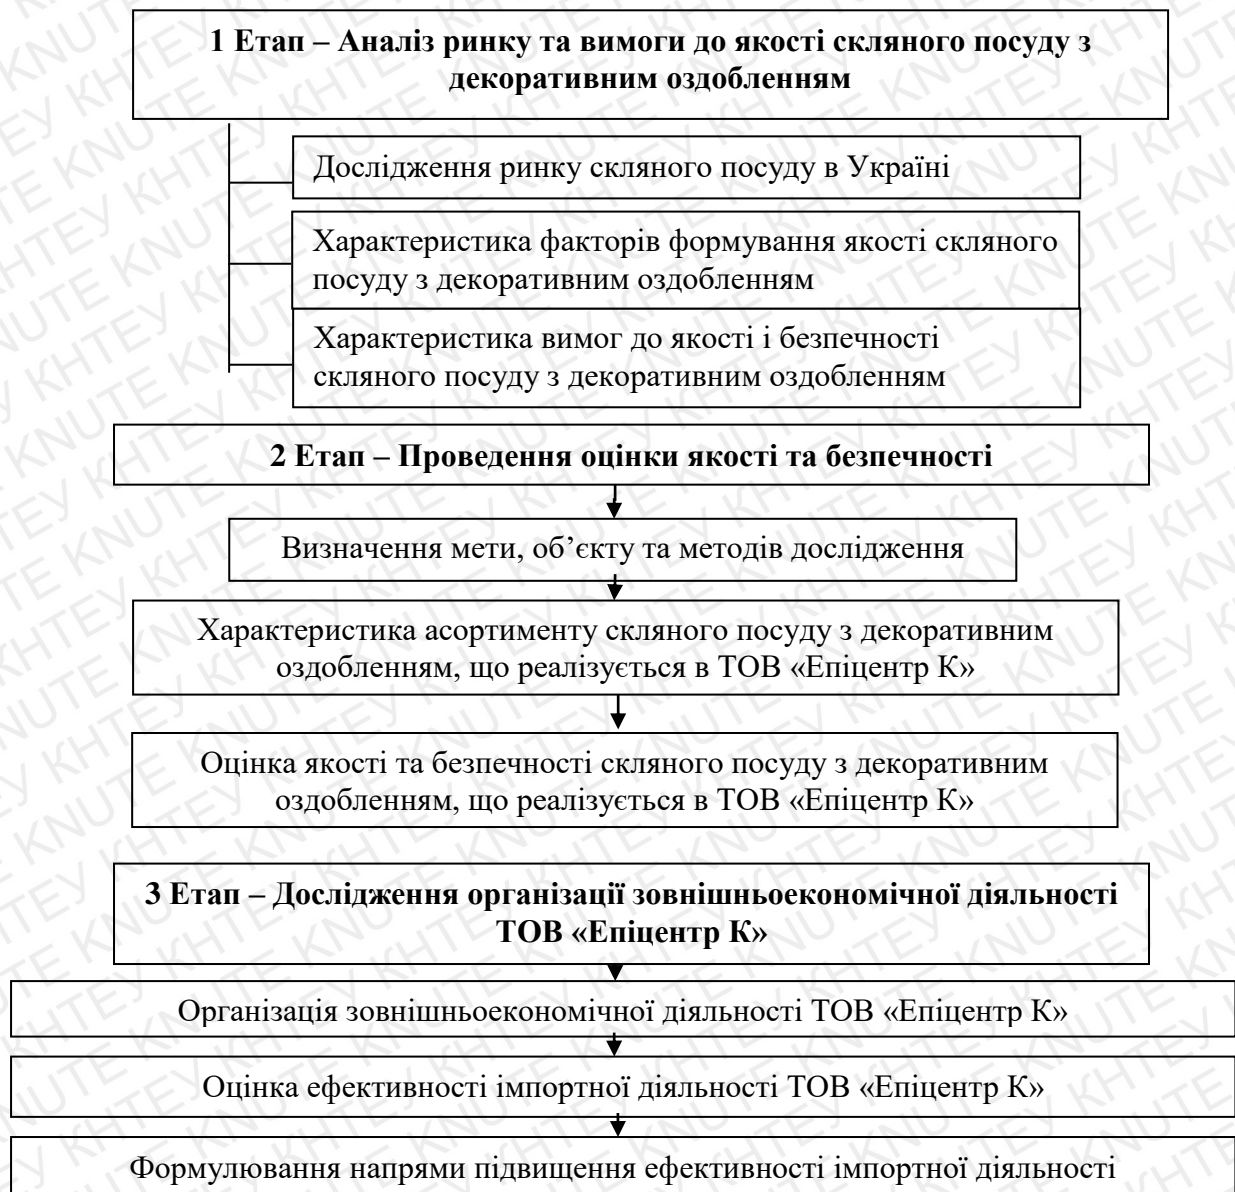 1 Етап – Аналіз ринку та вимоги до якості скляного посуду з
декоративним оздобленням
Дослідження ринку скляного посуду в Україні
Характеристика факторів формування якості скляного
посуду з декоративним оздобленням
Характеристика вимог до якості і безпечності
скляного посуду з декоративним оздобленням
2 Етап – Проведення оцінки якості та безпечності
Визначення мети, об’єкту та методів дослідження
Характеристика асортименту скляного посуду з декоративним
оздобленням, що реалізується в ТОВ «Епіцентр К»
Оцінка якості та безпечності скляного посуду з декоративним
оздобленням, що реалізується в ТОВ «Епіцентр К»
3 Етап – Дослідження організації зовнішньоекономічної діяльності
ТОВ «Епіцентр К»
Організація зовнішньоекономічної діяльності ТОВ «Епіцентр К»
Оцінка ефективності імпортної діяльності ТОВ «Епіцентр К»
Формулювання напрями підвищення ефективності імпортної діяльності